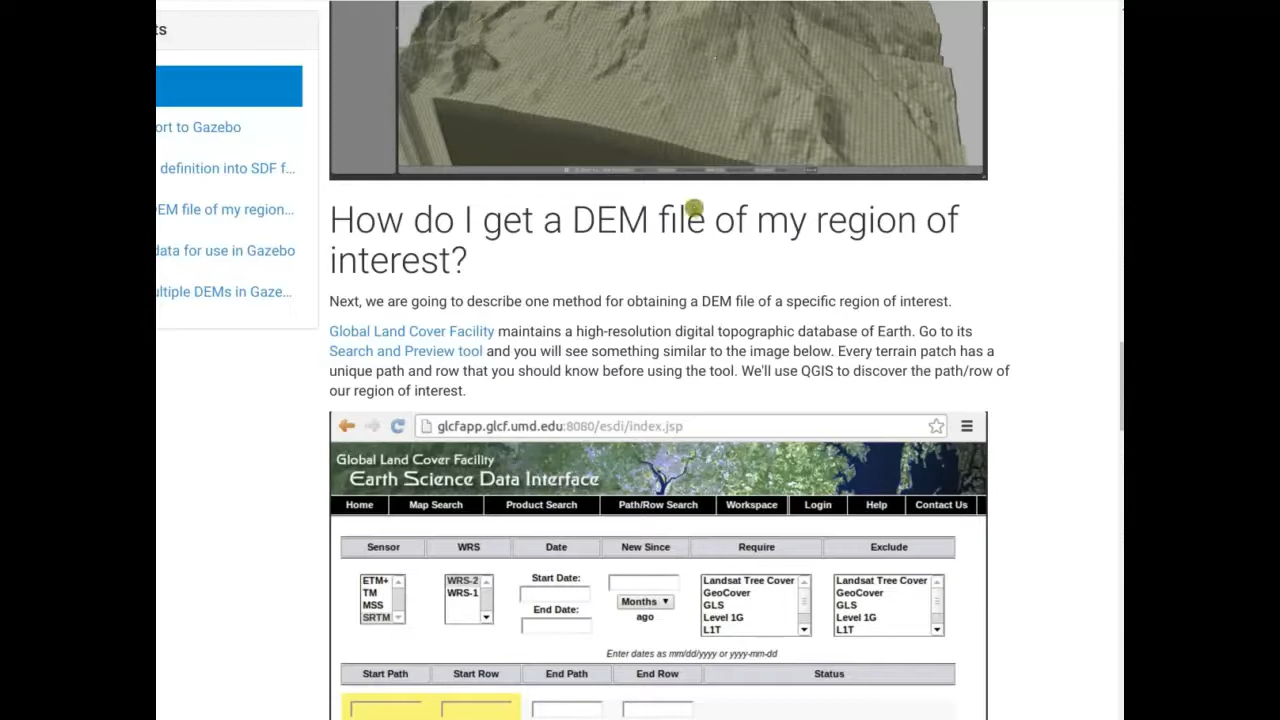 ts
ort to Gazebo
definition into SDF f...
DEM file of my region...
data for use in Gazebo
ultiple DEMs in Gaze...
How do I get a DEM file of my region of
interest?
Next, we are going to describe one method for obtaining a DEM file of a specific region of interest.
Global Land Cover Facility maintains a high-resolution digital topographic database of Earth. Go to its
Search and Preview tool and you will see something similar to the image below. Every terrain patch has a
unique path and row that you should know before using the tool. We'll use QGIS to discover the path/row of
our region of interest.
glcfapp.glcf.umd.edu:8080/esdi/index.jsp
Global Land Cover Facility
Earth Science Data Interface
Home Map Search Product Search Path/Row Search Workspace Login Help Contact Us
Sensor WRS Date New Since Require Exclude
ETM+ WRS-2 Start Date: Landsat Tree Cover Landsat Tree Cover
TM WRS-1 GeoCover GeoCover
MSS End Date: Months GLS GLS
SRTM ago Level 1G Level 1G
L1T L1T
Enter dates as mm/dd/yyyy or yyyy-mm-dd
Start Path Start Row End Path End Row Status